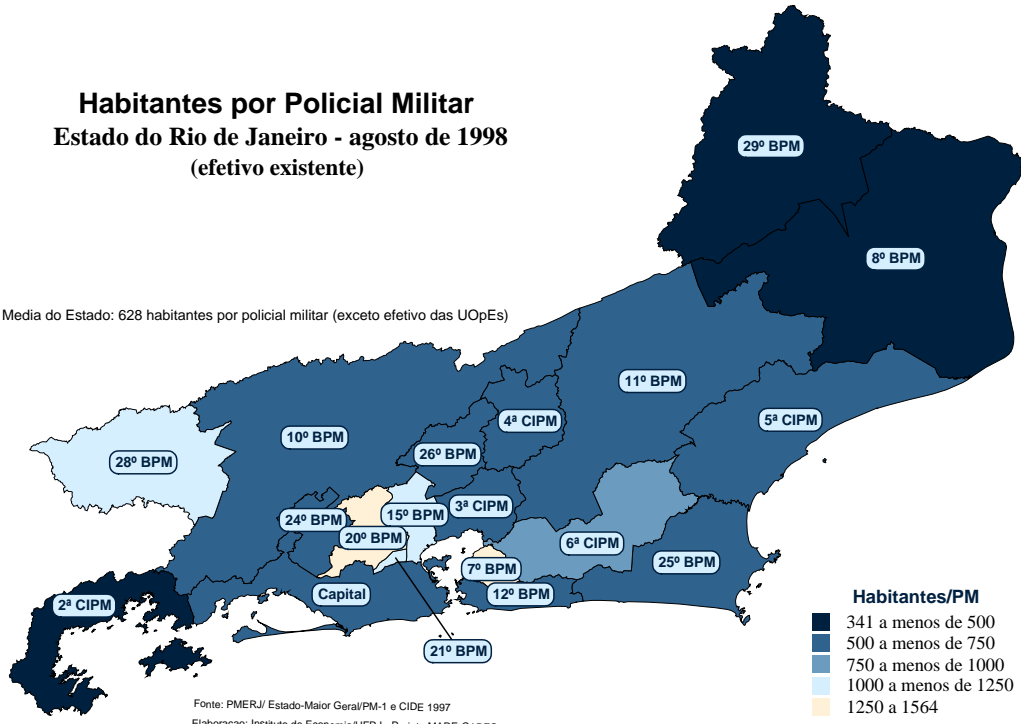 Habitantes por Policial Militar
Estado do Rio de Janeiro - agosto de 1998
(efetivo existente)
29º BPM
8º BPM
Media do Estado: 628 habitantes por policial militar (exceto efetivo das UOpEs)
11º BPM
4ª CIPM
5ª CIPM
10º BPM
26º BPM
28º BPM
3ª CIPM
15º BPM
24º BPM
20º BPM
6ª CIPM
7º BPM
25º BPM
Capital
12º BPM
2ª CIPM
21º BPM
Habitantes/PM
341 a menos de 500
500 a menos de 750
750 a menos de 1000
1000 a menos de 1250
1250 a 1564
Fonte: PMERJ/ Estado-Maior Geral/PM-1 e CIDE 1997